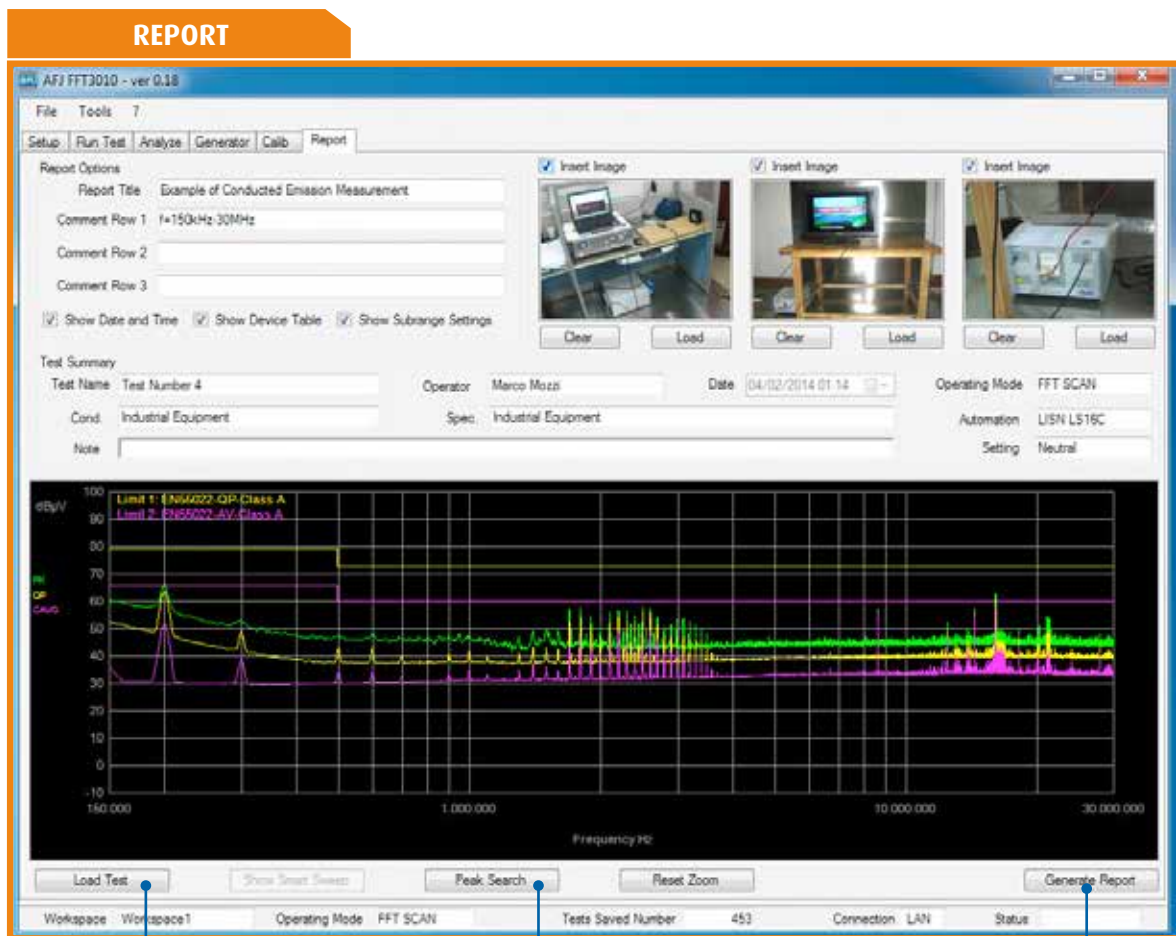 REPORT
AFJ FFT3010 - ver 0.18
File Tools ?
Setup Run Test Analyze Generator Calib Report
Report Options
Report Title Example of Conducted Emission Measurement
Comment Row 1 f=150kHz-30MHz
Comment Row 2
Comment Row 3
Show Date and Time Show Device Table Show Subrange Settings
Insert Image Insert Image Insert Image
Clear Load Clear Load Clear Load
Test Summary
Test Name Test Number 4 Operator Marco Mozzi Date 04/02/2014 01:14 Operating Mode FFT SCAN
Cond. Industrial Equipment Spec. Industrial Equipment Automation LISN LS16C
Note Setting Neutral
dBµV
Limit 1: EN55022-QP-Class A
Limit 2: EN55022-AV-Class A
100
90
80
70
60
50
40
30
20
10
0
-10
PK
QP
CAVG
150.000 1.000.000 10.000.000 30.000.000
Frequency Hz
Load Test Show Smart Sweep Peak Search Reset Zoom Generate Report
Workspace Workspace1 Operating Mode FFT SCAN Tests Saved Number 453 Connection LAN Status